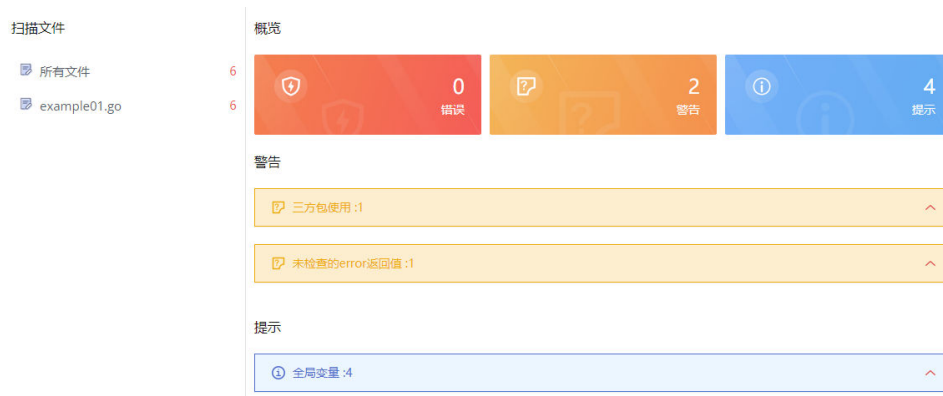 扫描文件
所有文件 6
example01.go 6
概览
0
错误
2
警告
4
提示
警告
三方包使用 :1
未检查的error返回值 :1
提示
全局变量 :4